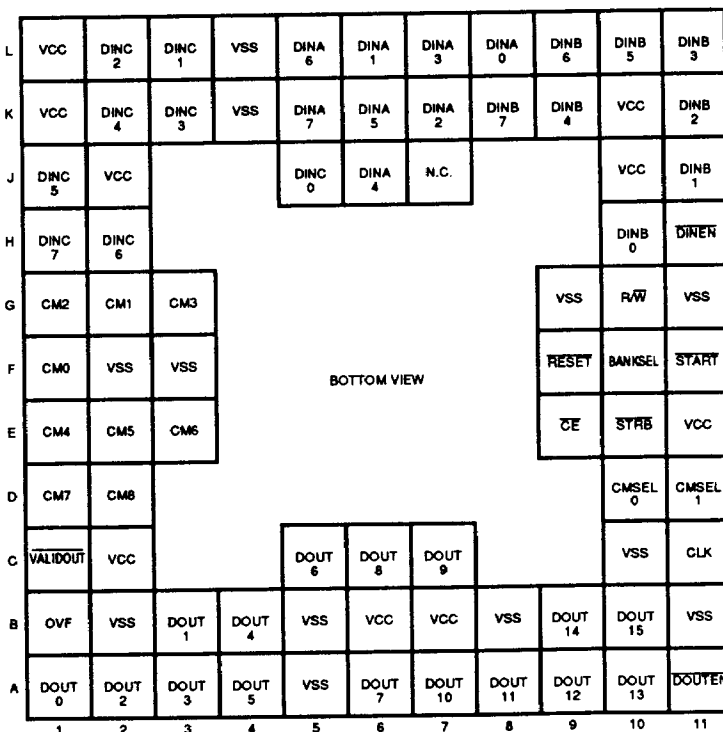 L VCC DINC 2 DINC 1 VSS DINA 6 DINA 1 DINA 3 DINA 0 DINB 6 DINB 5 DINB 3
K VCC DINC 4 DINC 3 VSS DINA 7 DINA 5 DINA 2 DINB 7 DINB 4 VCC DINB 2
J DINC 5 VCC DINC 0 DINA 4 N.C. VCC DINB 1
H DINC 7 DINC 6 DINB 0 DINEN
G CM2 CM1 CM3 VSS R/W VSS
F CM0 VSS VSS BOTTOM VIEW RESET BANKSEL START
E CM4 CM5 CM6 CE STRB VCC
D CM7 CM8 CMSEL 0 CMSEL 1
C VALIDOUT VCC DOUT 6 DOUT 8 DOUT 9 VSS CLK
B OVF VSS DOUT 1 DOUT 4 VSS VCC VCC VSS DOUT 14 DOUT 15 VSS
A DOUT 0 DOUT 2 DOUT 3 DOUT 5 VSS DOUT 7 DOUT 10 DOUT 11 DOUT 12 DOUT 13 DOUTEN
1 2 3 4 5 6 7 8 9 10 11